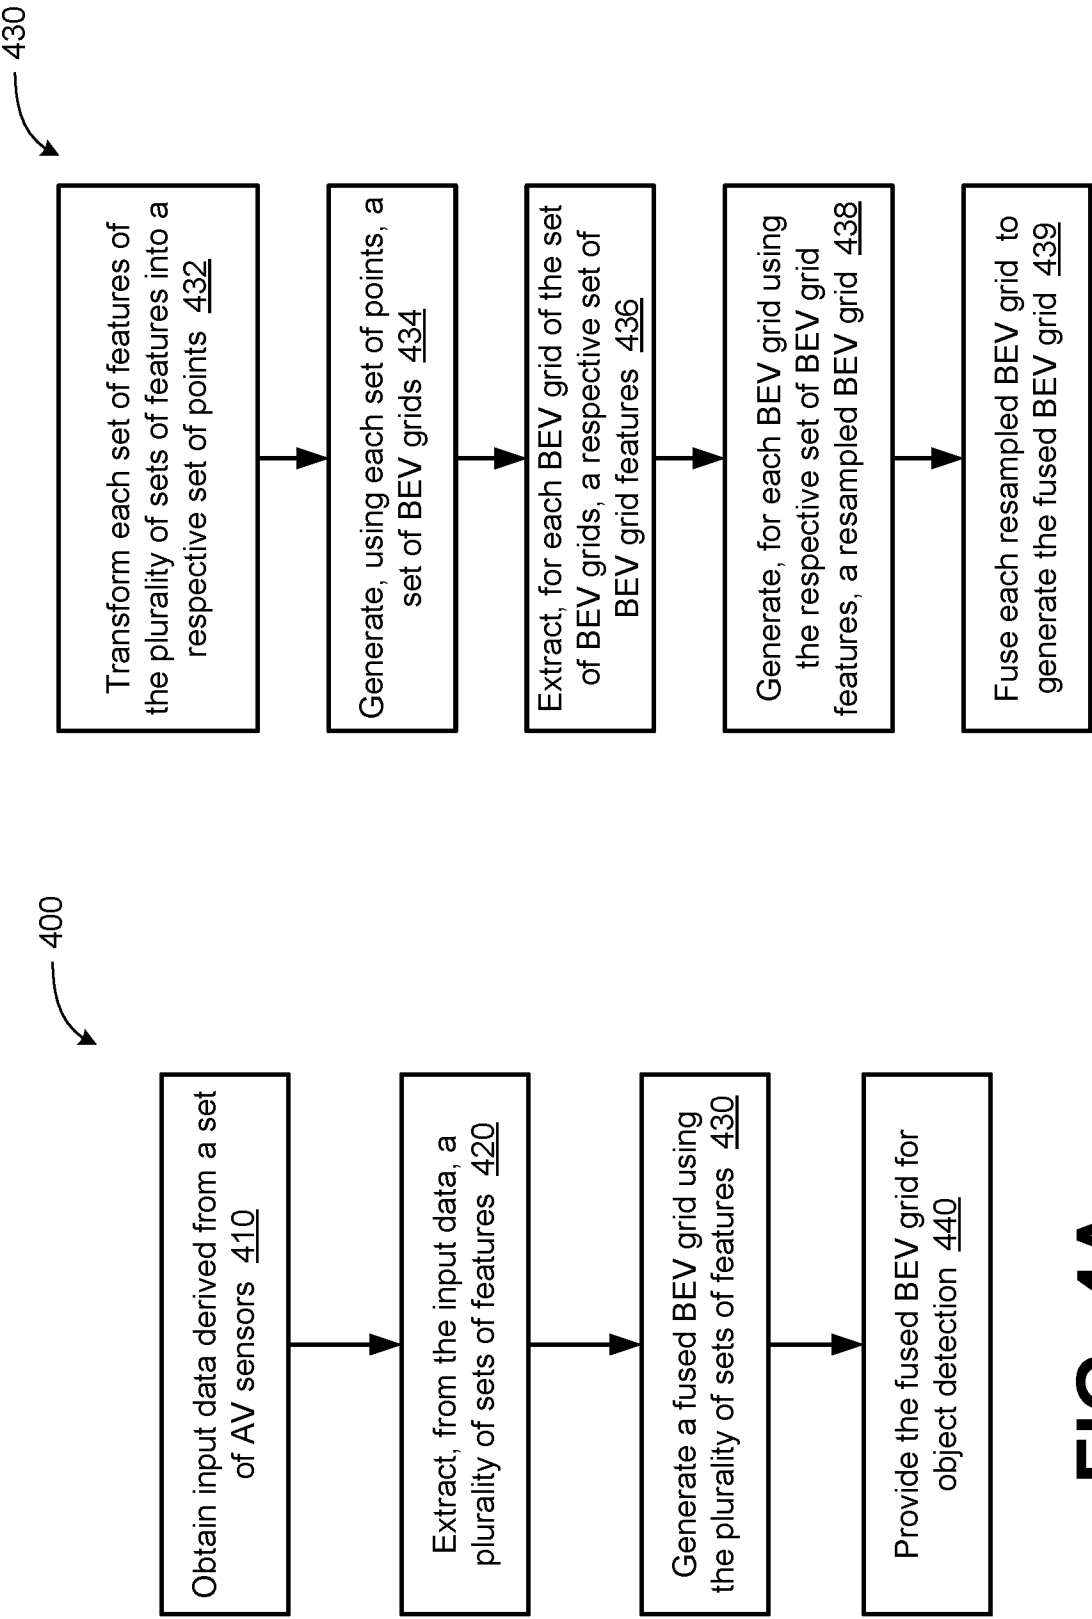 400
Obtain input data derived from a set
of AV sensors 410
Extract, from the input data, a
plurality of sets of features 420
Generate a fused BEV grid using
the plurality of sets of features 430
Provide the fused BEV grid for
object detection 440
430
Transform each set of features of
the plurality of sets of features into a
respective set of points 432
Generate, using each set of points, a
set of BEV grids 434
Extract, for each BEV grid of the set
of BEV grids, a respective set of
BEV grid features 436
Generate, for each BEV grid using
the respective set of BEV grid
features, a resampled BEV grid 438
Fuse each resampled BEV grid to
generate the fused BEV grid 439